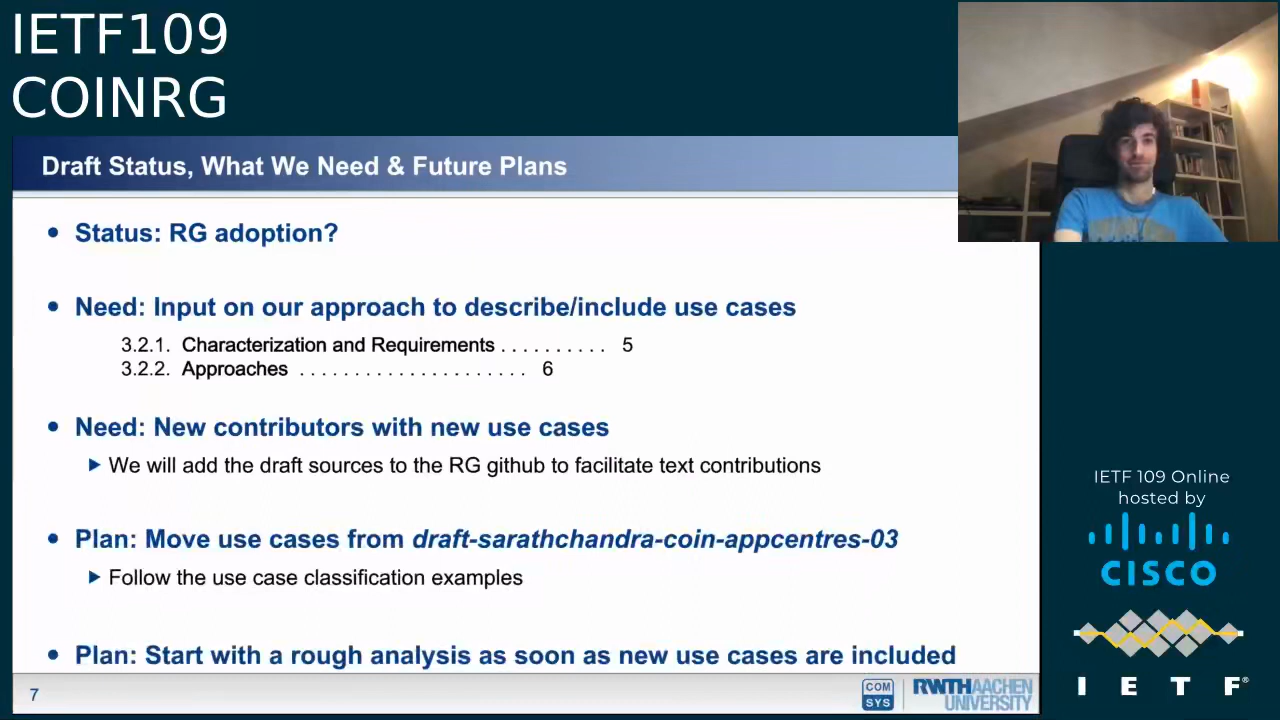 IETF109
COINRG
Draft Status, What We Need & Future Plans
• Status: RG adoption?
• Need: Input on our approach to describe/include use cases
3.2.1. Characterization and Requirements . . . . . . . . . . 5
3.2.2. Approaches . . . . . . . . . . . . . . . . . . . . . 6
• Need: New contributors with new use cases
▶ We will add the draft sources to the RG github to facilitate text contributions
• Plan: Move use cases from draft-sarathchandra-coin-appcentres-03
▶ Follow the use case classification examples
• Plan: Start with a rough analysis as soon as new use cases are included
7
COM
SYS
RWTHAACHEN
UNIVERSITY
IETF 109 Online
hosted by
CISCO
I E T F®